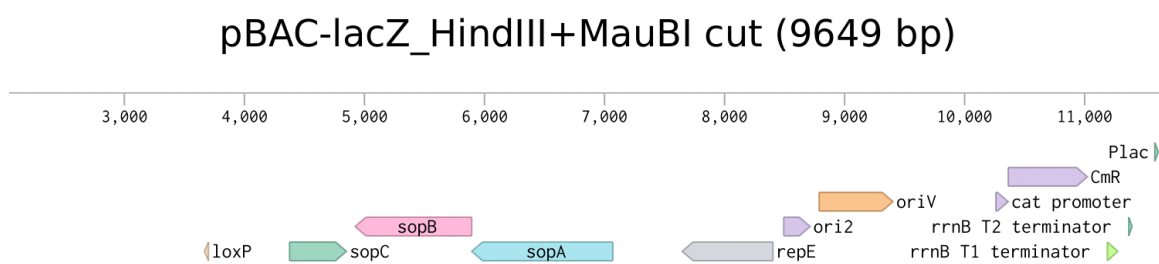 pBAC-lacZ_HindIII+MauBI cut (9649 bp)
3,000 4,000 5,000 6,000 7,000 8,000 9,000 10,000 11,000
Plac
CmR
oriV cat promoter
sopB ori2 rrnB T2 terminator
loxP sopC sopA repE rrnB T1 terminator